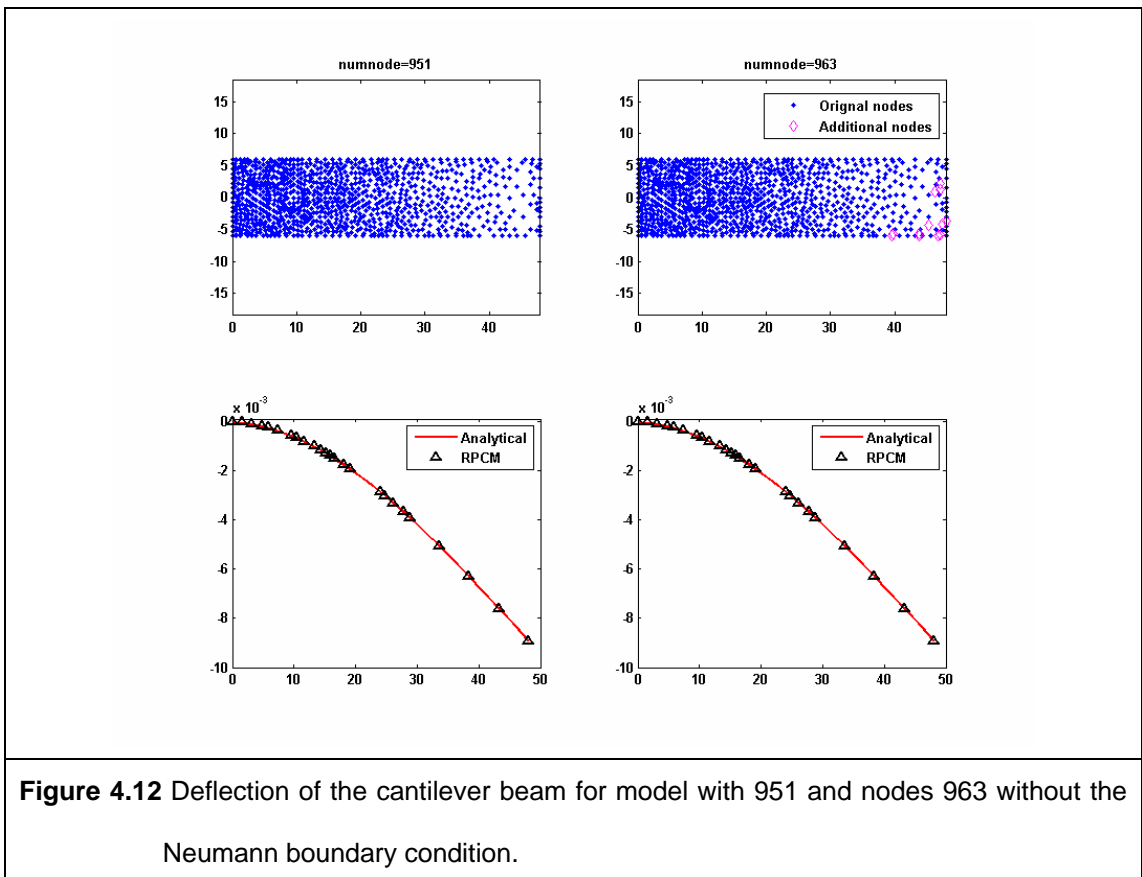 numnode=951
15
10
5
0
-5
-10
-15
0 10 20 30 40
numnode=963
Orignal nodes
Additional nodes
15
10
5
0
-5
-10
-15
0 10 20 30 40
x 10-3
Analytical
RPCM
0
-2
-4
-6
-8
-10
0 10 20 30 40 50
x 10-3
Analytical
RPCM
0
-2
-4
-6
-8
-10
0 10 20 30 40 50
Figure 4.12 Deflection of the cantilever beam for model with 951 and nodes 963 without the
Neumann boundary condition.